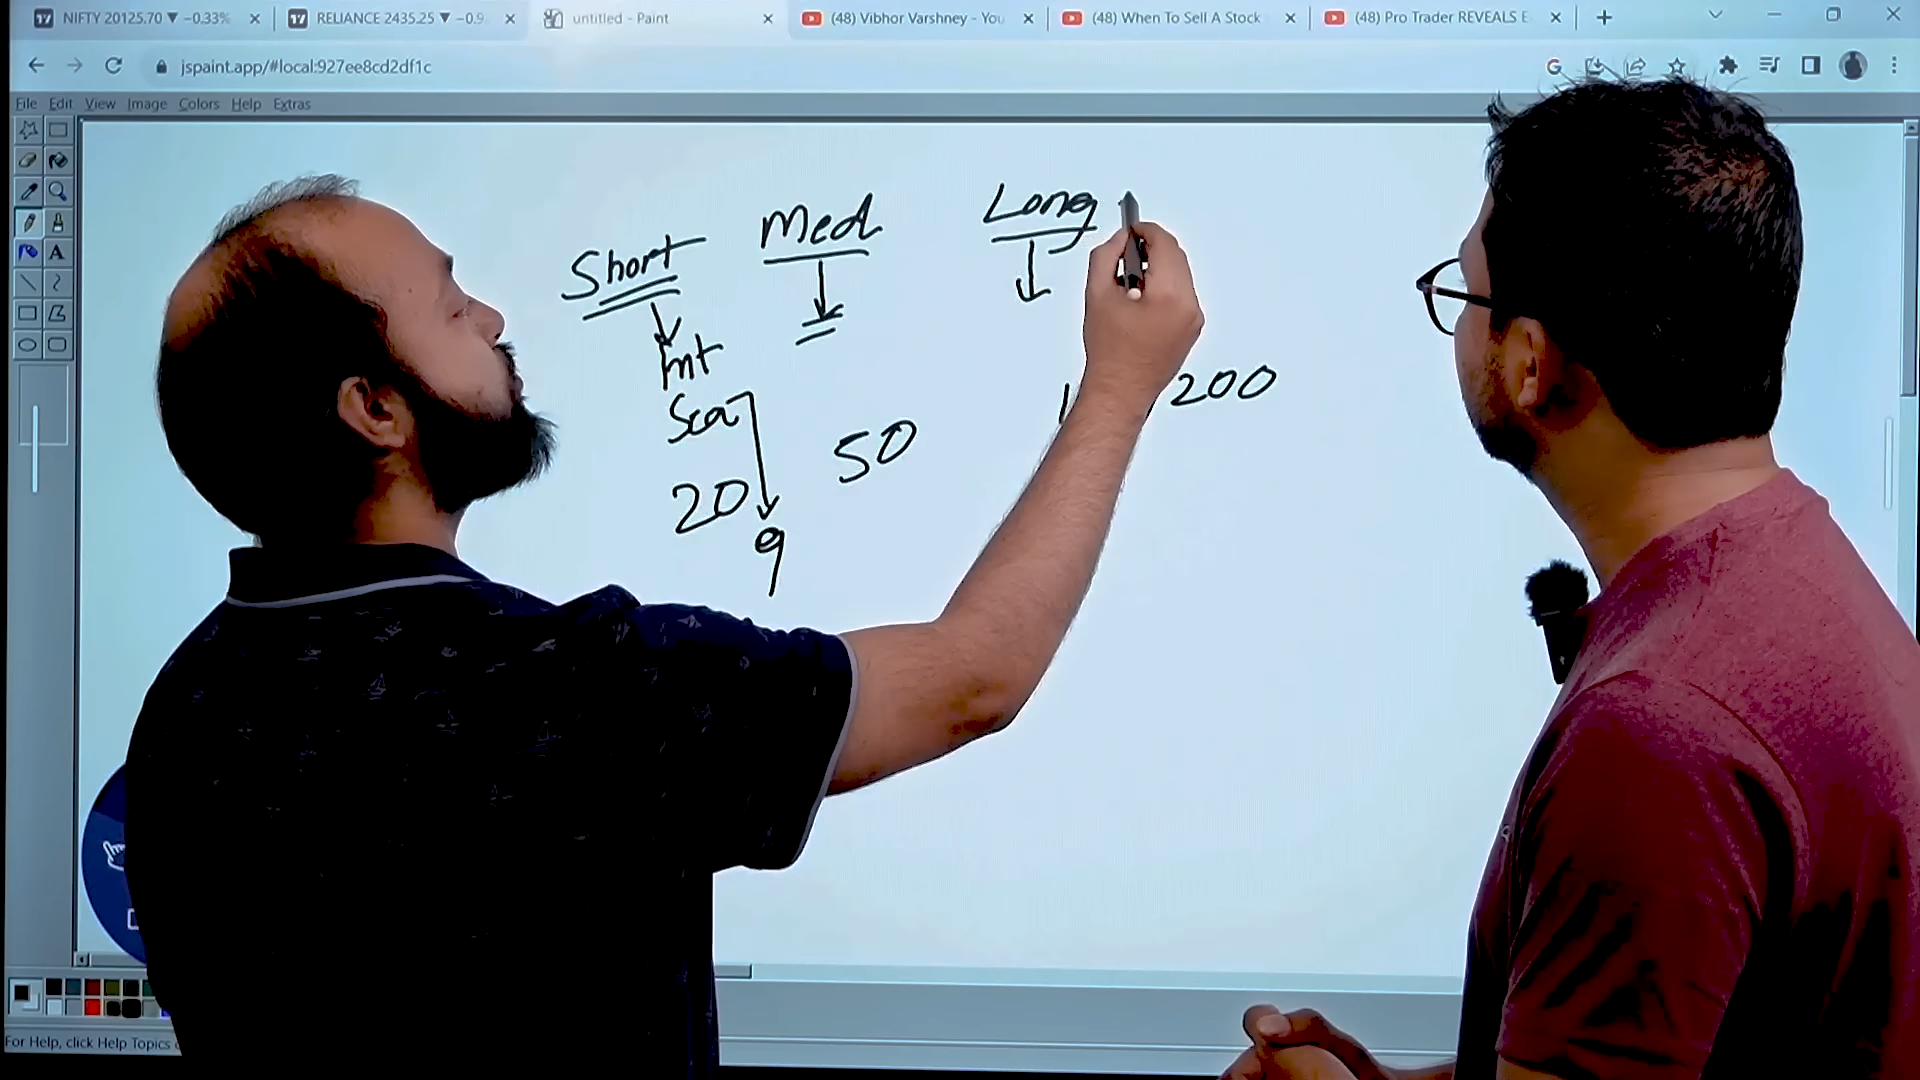 NIFTY 20125.70 ▼ −0.33%
RELIANCE 2435.25 ▼ −0.9
untitled - Paint
(48) Vibhor Varshney - You
(48) When To Sell A Stock
(48) Pro Trader REVEALS E
jspaint.app/#local:927ee8cd2df1c
File Edit View Image Colors Help Extras
Short Med Long
Int
Sca
20 50 200
9
For Help, click Help Topics